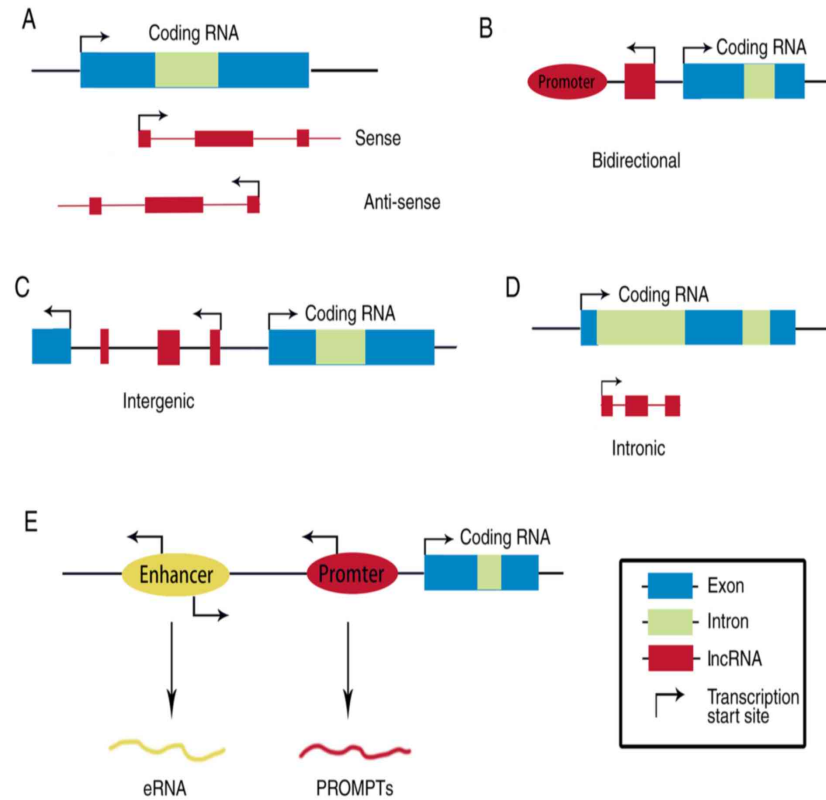 A
Coding RNA
Sense
Anti-sense
B
Coding RNA
Promoter
Bidirectional
C
Coding RNA
Intergenic
D
Coding RNA
Intronic
E
Coding RNA
Enhancer
Promter
eRNA
PROMPTs
Exon
Intron
lncRNA
Transcription
start site